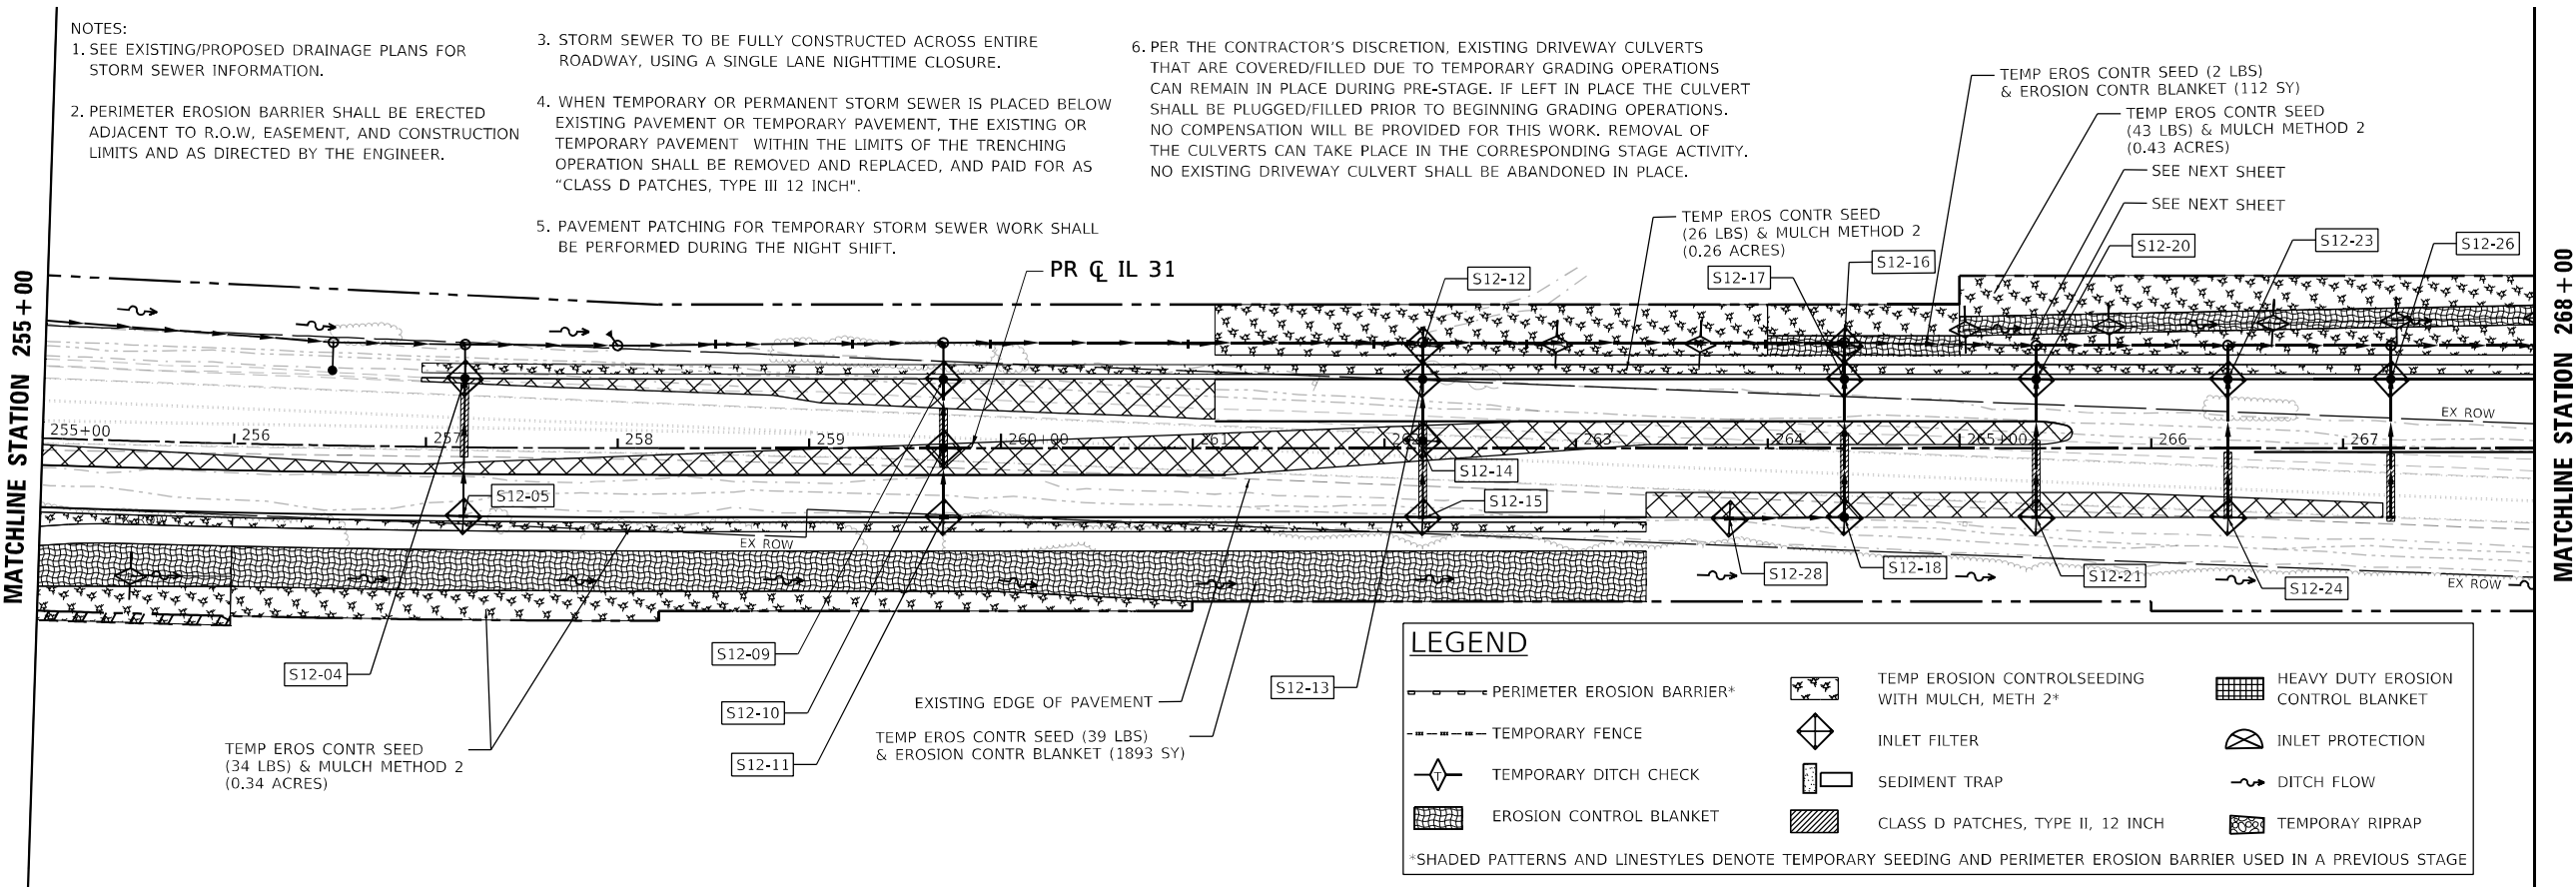 NOTES:
1. SEE EXISTING/PROPOSED DRAINAGE PLANS FOR
STORM SEWER INFORMATION.
2. PERIMETER EROSION BARRIER SHALL BE ERECTED
ADJACENT TO R.O.W, EASEMENT, AND CONSTRUCTION
LIMITS AND AS DIRECTED BY THE ENGINEER.
3. STORM SEWER TO BE FULLY CONSTRUCTED ACROSS ENTIRE
ROADWAY, USING A SINGLE LANE NIGHTTIME CLOSURE.
4. WHEN TEMPORARY OR PERMANENT STORM SEWER IS PLACED BELOW
EXISTING PAVEMENT OR TEMPORARY PAVEMENT, THE EXISTING OR
TEMPORARY PAVEMENT WITHIN THE LIMITS OF THE TRENCHING
OPERATION SHALL BE REMOVED AND REPLACED, AND PAID FOR AS
"CLASS D PATCHES, TYPE III 12 INCH".
5. PAVEMENT PATCHING FOR TEMPORARY STORM SEWER WORK SHALL
BE PERFORMED DURING THE NIGHT SHIFT.
6. PER THE CONTRACTOR'S DISCRETION, EXISTING DRIVEWAY CULVERTS
THAT ARE COVERED/FILLED DUE TO TEMPORARY GRADING OPERATIONS
CAN REMAIN IN PLACE DURING PRE-STAGE. IF LEFT IN PLACE THE CULVERT
SHALL BE PLUGGED/FILLED PRIOR TO BEGINNING GRADING OPERATIONS.
NO COMPENSATION WILL BE PROVIDED FOR THIS WORK. REMOVAL OF
THE CULVERTS CAN TAKE PLACE IN THE CORRESPONDING STAGE ACTIVITY.
NO EXISTING DRIVEWAY CULVERT SHALL BE ABANDONED IN PLACE.
TEMP EROS CONTR SEED (2 LBS)
& EROSION CONTR BLANKET (112 SY)
TEMP EROS CONTR SEED
(43 LBS) & MULCH METHOD 2
(0.43 ACRES)
SEE NEXT SHEET
SEE NEXT SHEET
TEMP EROS CONTR SEED
(26 LBS) & MULCH METHOD 2
(0.26 ACRES)
PR ℄ IL 31
S12-12
S12-17
S12-16
S12-20
S12-23
S12-26
MATCHLINE STATION 255+00
MATCHLINE STATION 268+00
255+00
256
257
258
259
260+00
261
262
263
264
265+00
266
267
EX ROW
S12-14
S12-05
S12-15
EX ROW
EX ROW
S12-28
S12-18
S12-21
S12-24
EX ROW
S12-04
S12-09
S12-10
S12-11
S12-13
EXISTING EDGE OF PAVEMENT
TEMP EROS CONTR SEED (39 LBS)
& EROSION CONTR BLANKET (1893 SY)
TEMP EROS CONTR SEED
(34 LBS) & MULCH METHOD 2
(0.34 ACRES)
LEGEND
PERIMETER EROSION BARRIER*
TEMPORARY FENCE
T
TEMPORARY DITCH CHECK
EROSION CONTROL BLANKET
TEMP EROSION CONTROLSEEDING
WITH MULCH, METH 2*
INLET FILTER
SEDIMENT TRAP
CLASS D PATCHES, TYPE II, 12 INCH
HEAVY DUTY EROSION
CONTROL BLANKET
INLET PROTECTION
DITCH FLOW
TEMPORAY RIPRAP
*SHADED PATTERNS AND LINESTYLES DENOTE TEMPORARY SEEDING AND PERIMETER EROSION BARRIER USED IN A PREVIOUS STAGE